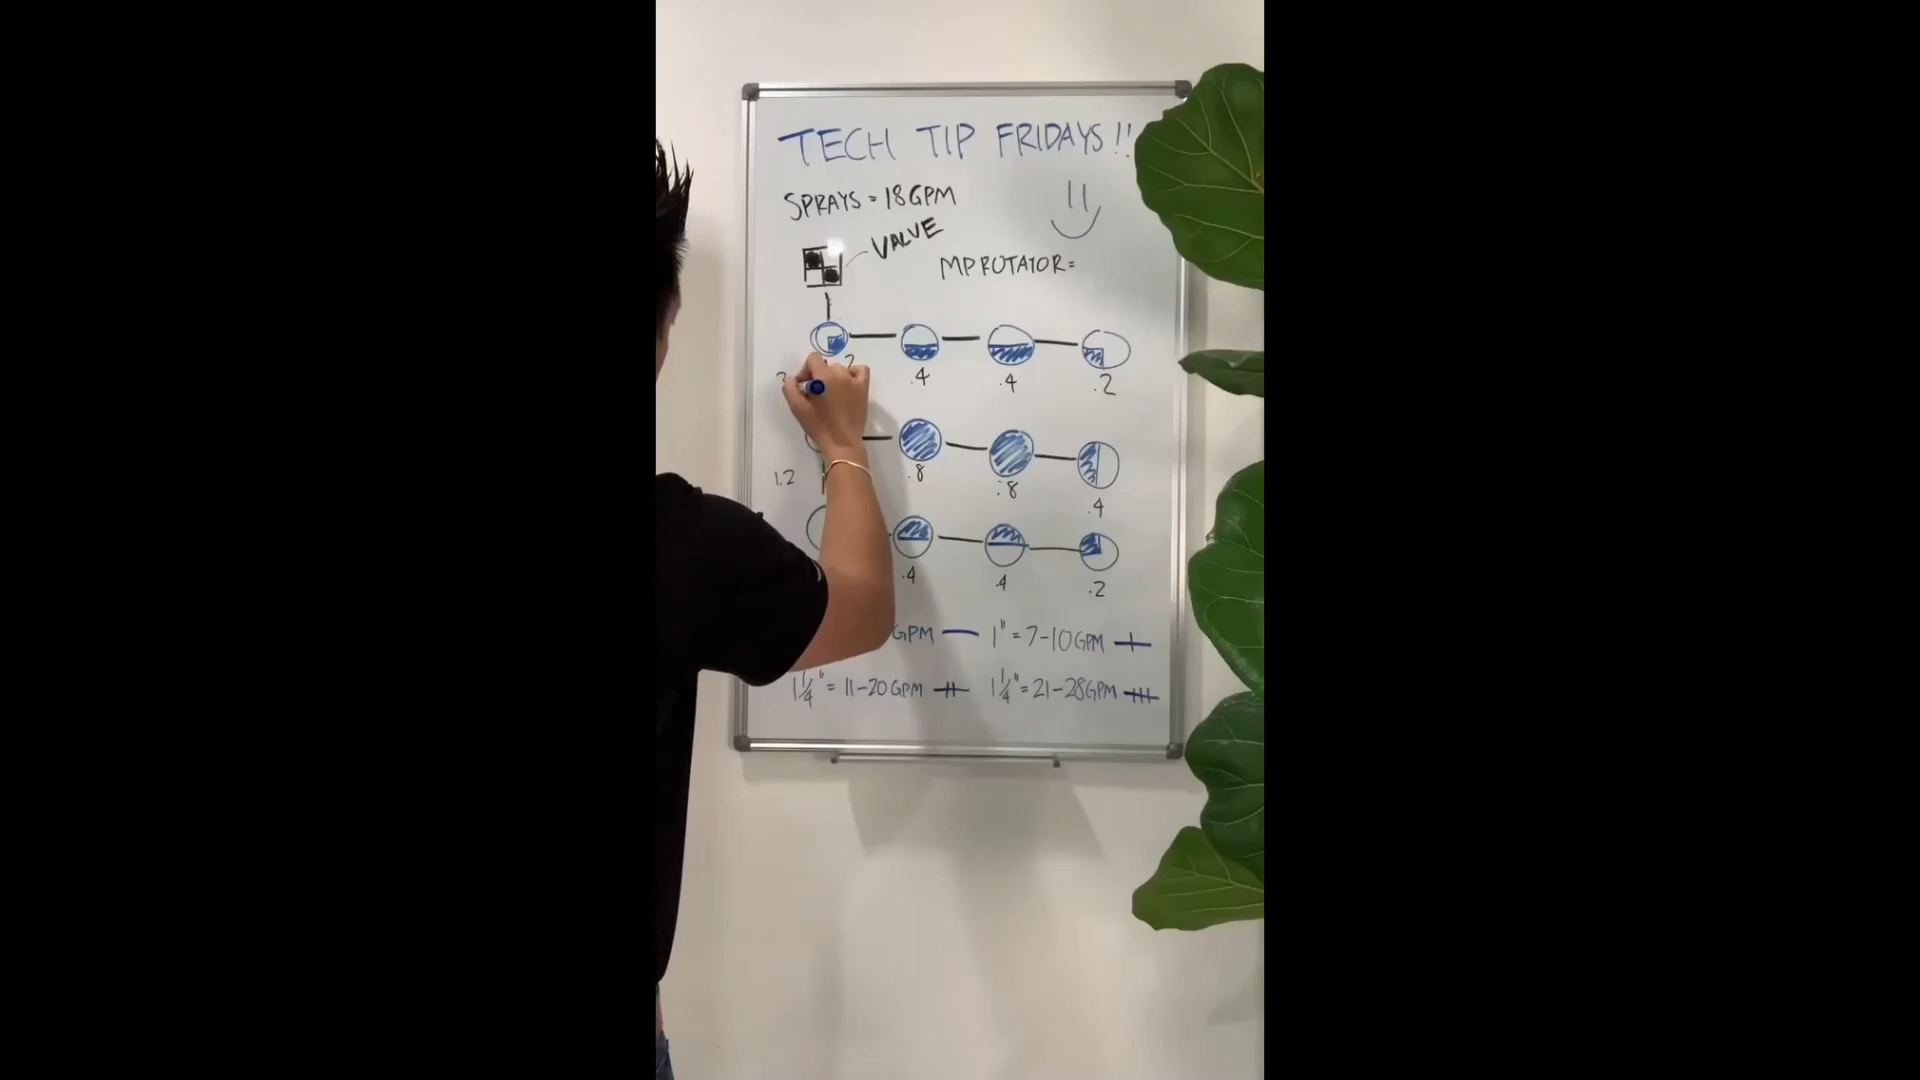 TECH TIP FRIDAYS!!
SPRAYS = 18GPM
VALVE
MP ROTATOR =
.4 .4 .2
1.2 .8 .8
.4
.4 .4 .2
GPM 1" = 7-10GPM
1 1/4" = 11-20GPM 1 1/4" = 21-28GPM